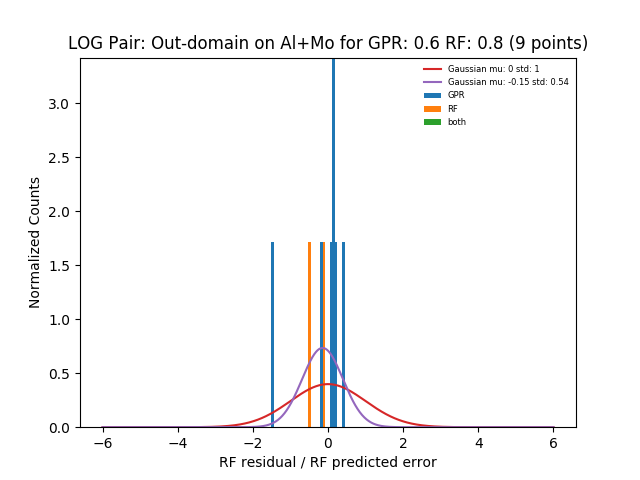 LOG Pair: Out-domain on Al+Mo for GPR: 0.6 RF: 0.8 (9 points)
Gaussian mu: 0 std: 1
Gaussian mu: -0.15 std: 0.54
GPR
RF
both
Normalized Counts
3.0
2.5
2.0
1.5
1.0
0.5
0.0
−6 −4 −2 0 2 4 6
RF residual / RF predicted error